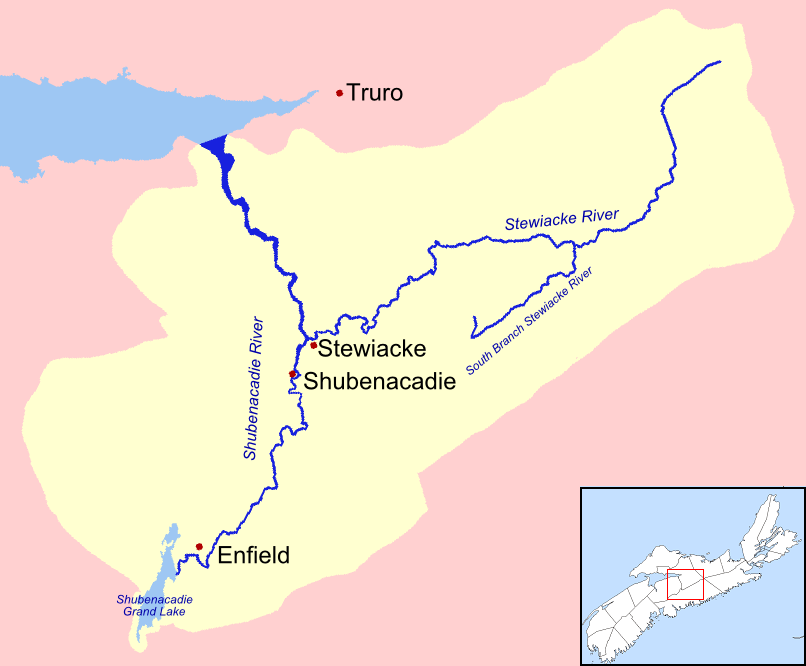 Truro
Stewiacke River
South Branch Stewiacke River
Shubenacadie River
Stewiacke
Shubenacadie
Enfield
Shubenacadie
Grand Lake